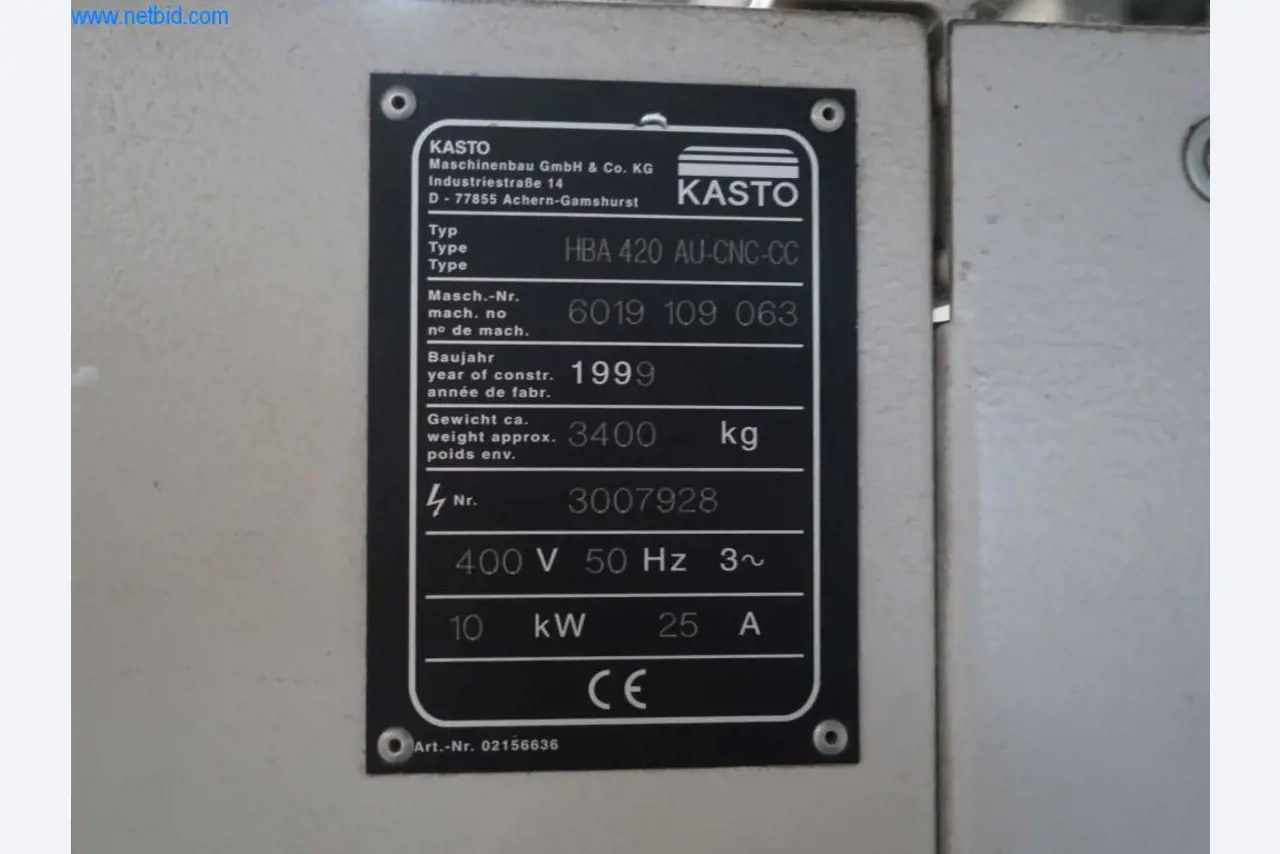 www.netbid.com
KASTO
Maschinenbau GmbH & Co. KG
Industriestraße 14
D - 77855 Achern-Gamshurst
KASTO
Typ
Type
Type
HBA 420 AU-CNC-CC
Masch.-Nr.
mach. no
nº de mach.
6019 109 063
Baujahr
year of constr.
année de fabr.
1999
Gewicht ca.
weight approx.
poids env.
3400 kg
Nr. 3007928
400 V 50 Hz 3~
10 kW 25 A
CE
Art.-Nr. 02156636